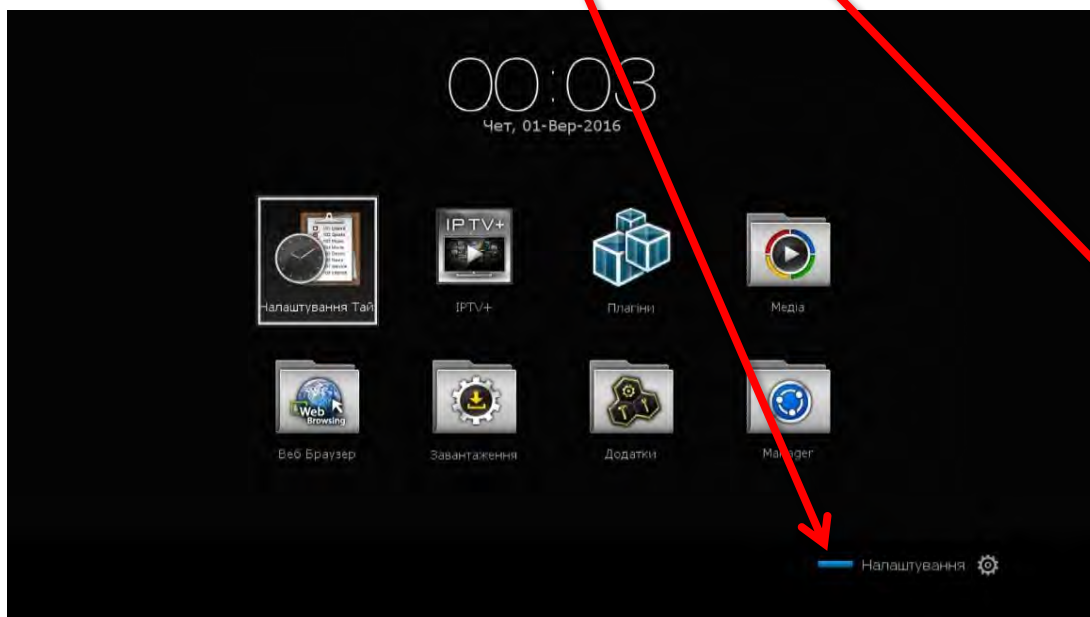 00:03
Чет, 01-Вер-2016
IPTV+
Налаштування Тай
IPTV+
Плагіни
Медіа
Web
Browsing
Веб Браузер
Завантаження
Додатки
Manager
Налаштування